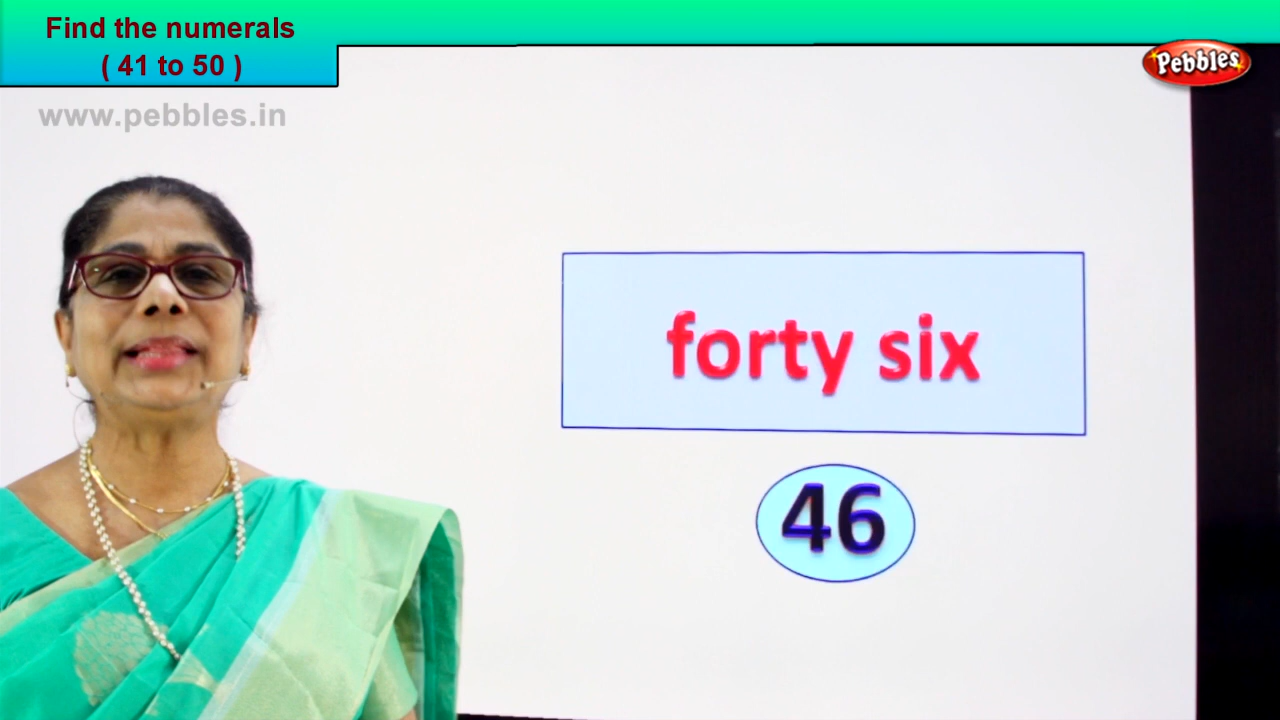 Find the numerals
( 41 to 50 )
Pebbles
www.pebbles.in
forty six
46